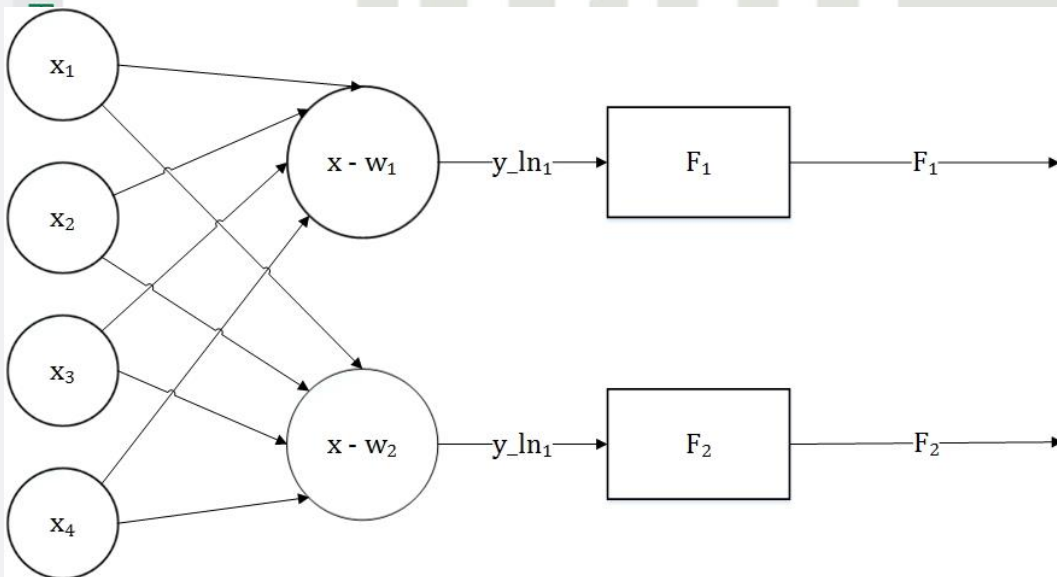 x₁
x - w₁ y_ln₁ F₁ F₁
x₂
x₃
x - w₂ y_ln₁ F₂ F₂
x₄